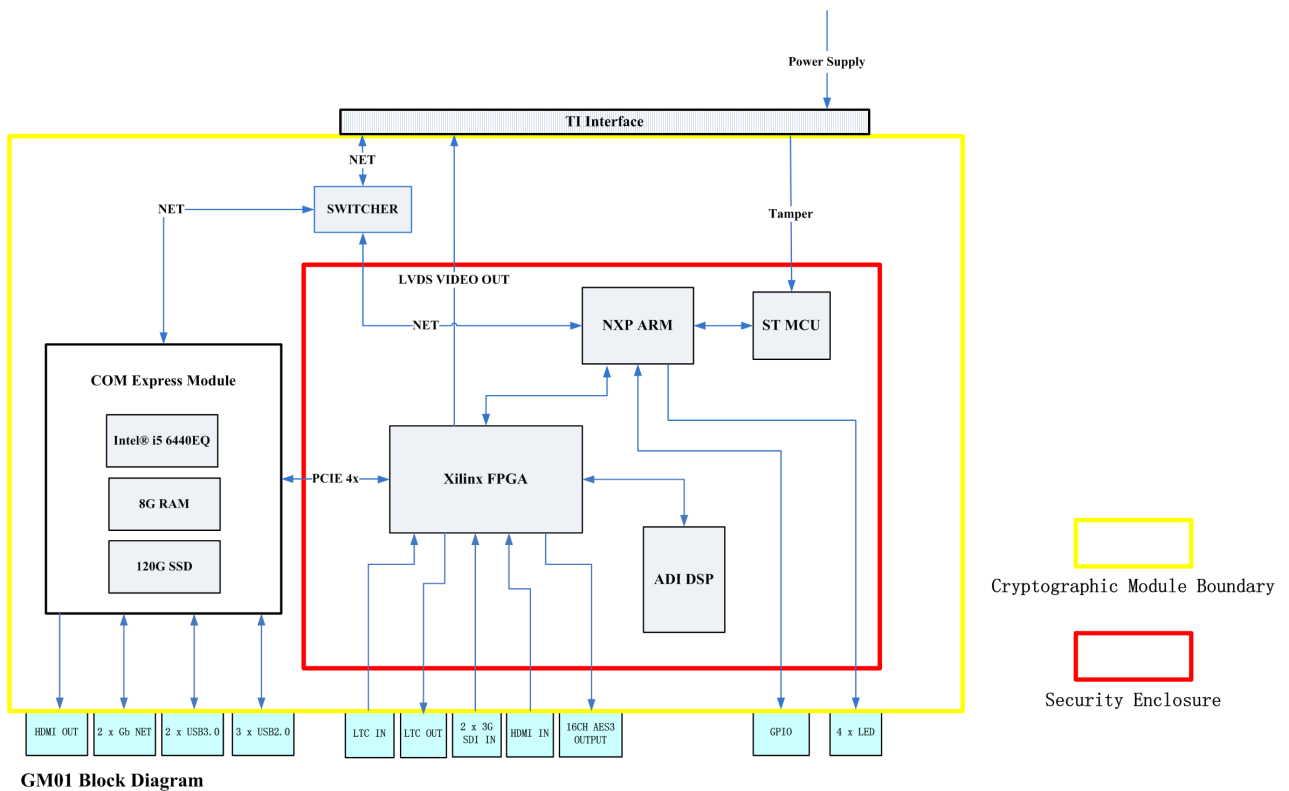 Power Supply
TI Interface
NET
SWITCHER
NET
Tamper
LVDS VIDEO OUT
NXP ARM
ST MCU
NET
COM Express Module
Intel® i5 6440EQ
8G RAM
120G SSD
PCIE 4x
Xilinx FPGA
ADI DSP
Cryptographic Module Boundary
Security Enclosure
HDMI OUT
2 x Gb NET
2 x USB3.0
3 x USB2.0
LTC IN
LTC OUT
2 x 3G
SDI IN
HDMI IN
16CH AES3
OUTPUT
GPIO
4 x LED
GM01 Block Diagram